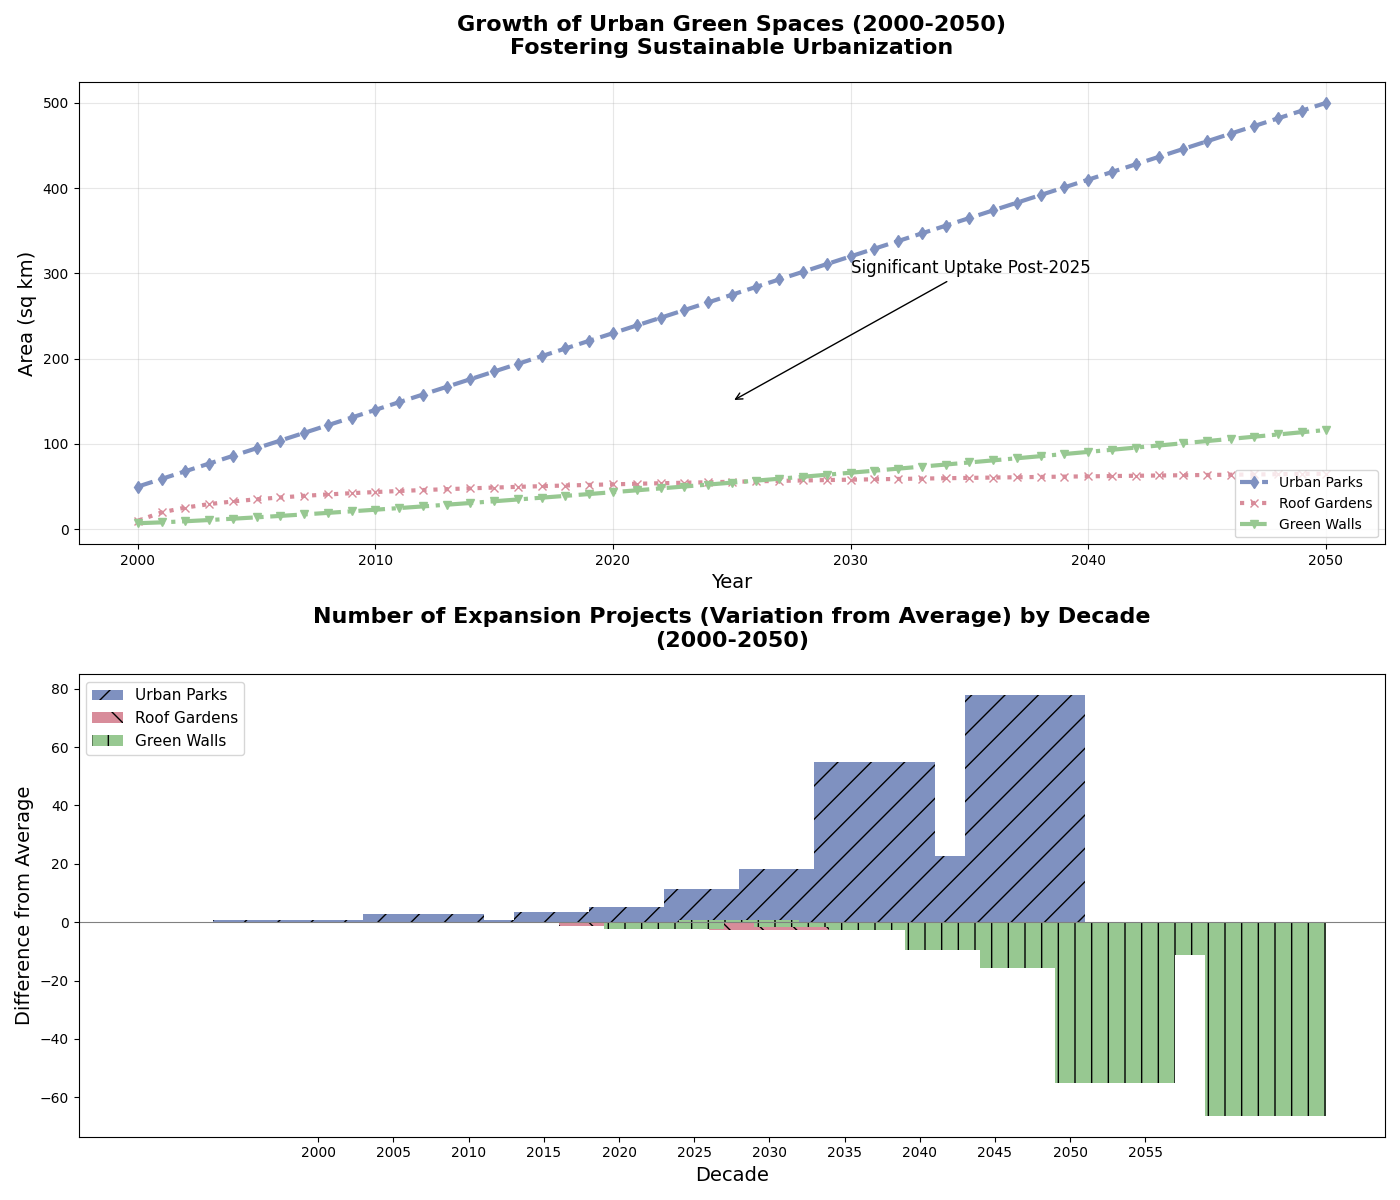 Growth of Urban Green Spaces (2000-2050)
Fostering Sustainable Urbanization
500
400
300
200
100
0
Area (sq km)
Significant Uptake Post-2025
Urban Parks
Roof Gardens
Green Walls
2000 2010 2020 2030 2040 2050
Year
Number of Expansion Projects (Variation from Average) by Decade
(2000-2050)
80
60
40
20
0
−20
−40
−60
Difference from Average
Urban Parks
Roof Gardens
Green Walls
2000 2005 2010 2015 2020 2025 2030 2035 2040 2045 2050 2055
Decade